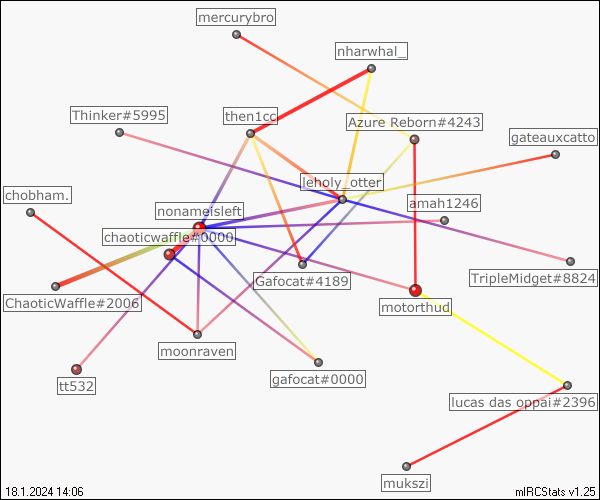 mercurybro
nharwhal_
Thinker#5995
then1cc
Azure Reborn#4243
gateauxcatto
leholy_otter
chobham.
amah1246
nonameisleft
chaoticwaffle#0000
Gafocat#4189
TripleMidget#8824
ChaoticWaffle#2006
motorthud
moonraven
gafocat#0000
tt532
lucas das oppai#2396
mukszi
18.1.2024 14:06
mIRCStats v1.25